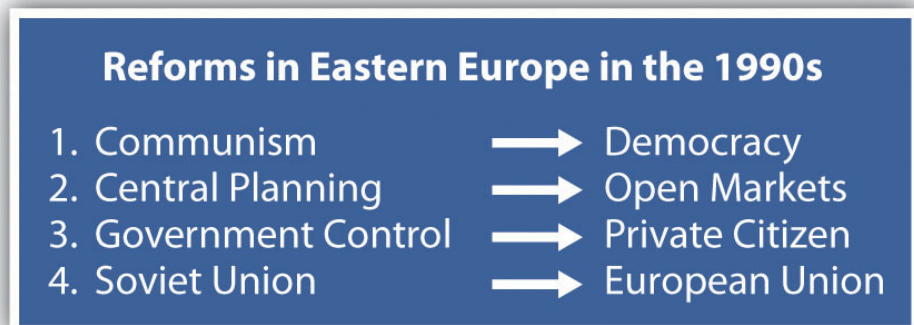 Reforms in Eastern Europe in the 1990s
1. Communism → Democracy
2. Central Planning → Open Markets
3. Government Control → Private Citizen
4. Soviet Union → European Union